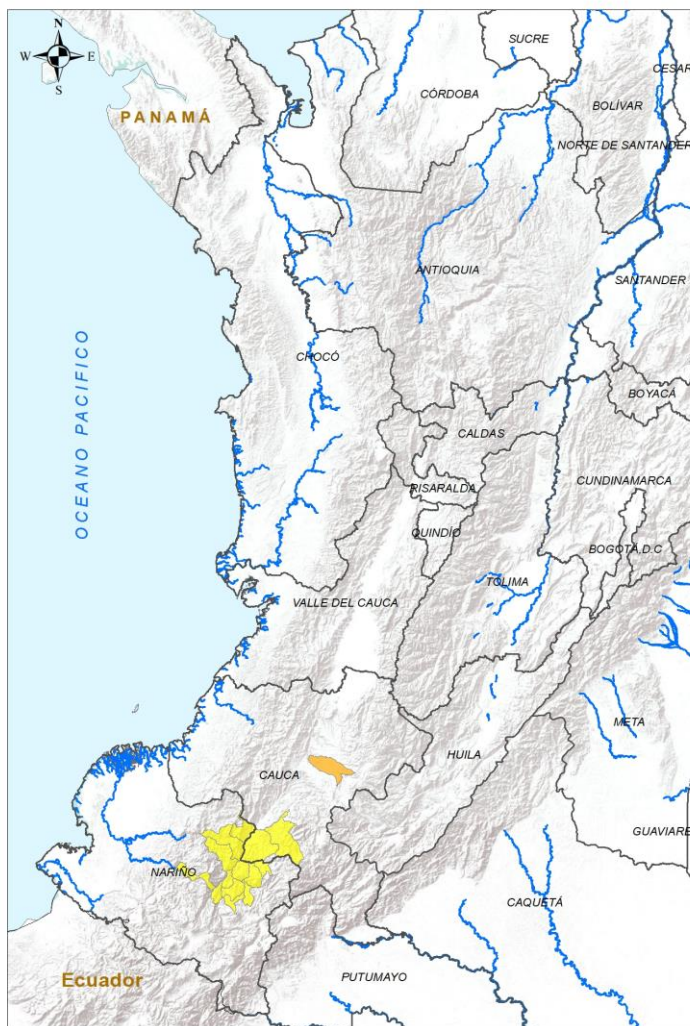 N
W E
S
PANAMÁ
SUCRE
CÓRDOBA
CESAR
BOLÍVAR
NORTE DE SANTANDER
ANTIOQUIA
SANTANDER
OCEANO PACIFICO
CHOCÓ
BOYACÁ
CALDAS
RISARALDA
CUNDINAMARCA
QUINDÍO
BOGOTÁ,D.C
TOLIMA
VALLE DEL CAUCA
META
HUILA
CAUCA
GUAVIARE
NARIÑO
CAQUETÁ
Ecuador
PUTUMAYO